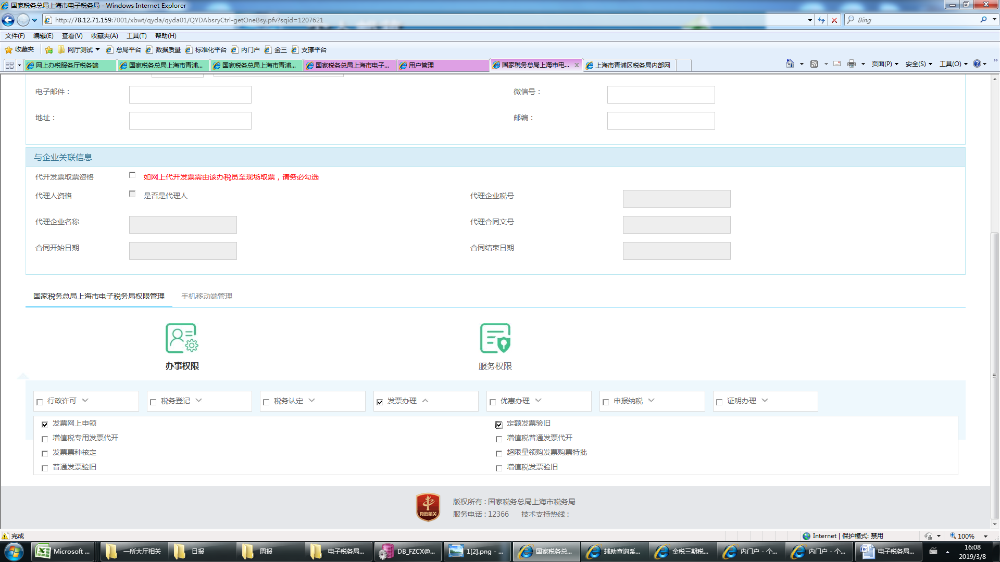 国家税务总局上海市电子税务局 - Windows Internet Explorer
http://78.12.71.159:7001/xbwt/qyda/qyda01/QYDAbsryCtrl-getOneBsy.pfv?sqid=1207621
Bing
文件(F) 编辑(E) 查看(V) 收藏夹(A) 工具(T) 帮助(H)
收藏夹 网厅测试 总局平台 数据质量 标准化平台 内门户 金三 支撑平台
网上办税服务厅税务端 国家税务总局上海市青浦... 国家税务总局上海市青浦... 国家税务总局上海市电子... 用户管理 国家税务总局上海市电... 上海市青浦区税务局内部网 页面(P) 安全(S) 工具(O)
电子邮件： 微信号：
地址： 邮编：
与企业关联信息
代开发票取票资格 如网上代开发票需由该办税员至现场取票，请务必勾选
代理人资格 是否是代理人 代理企业税号
代理企业名称 代理合同文号
合同开始日期 合同结束日期
国家税务总局上海市电子税务局权限管理 手机移动端管理
办事权限 服务权限
行政许可 税务登记 税务认定 发票办理 优惠办理 申报纳税 证明办理
发票网上申领 定额发票验旧
增值税专用发票代开 增值税普通发票代开
发票票种核定 超限量领购发票购票特批
普通发票验旧 增值税发票验旧
党政机关
版权所有 : 国家税务总局上海市税务局
服务电话 : 12366 技术支持热线 :
完成 Internet | 保护模式: 禁用 100%
Microsoft ... 一所大厅相关 日报 周报 电子税务局... DB_FZCX@... 1[2].png - ... 国家税务总... 辅助查询系... 金税三期税... 内门户 - 个... 内门户 - 个... 电子税务局... 16:08
2019/3/8